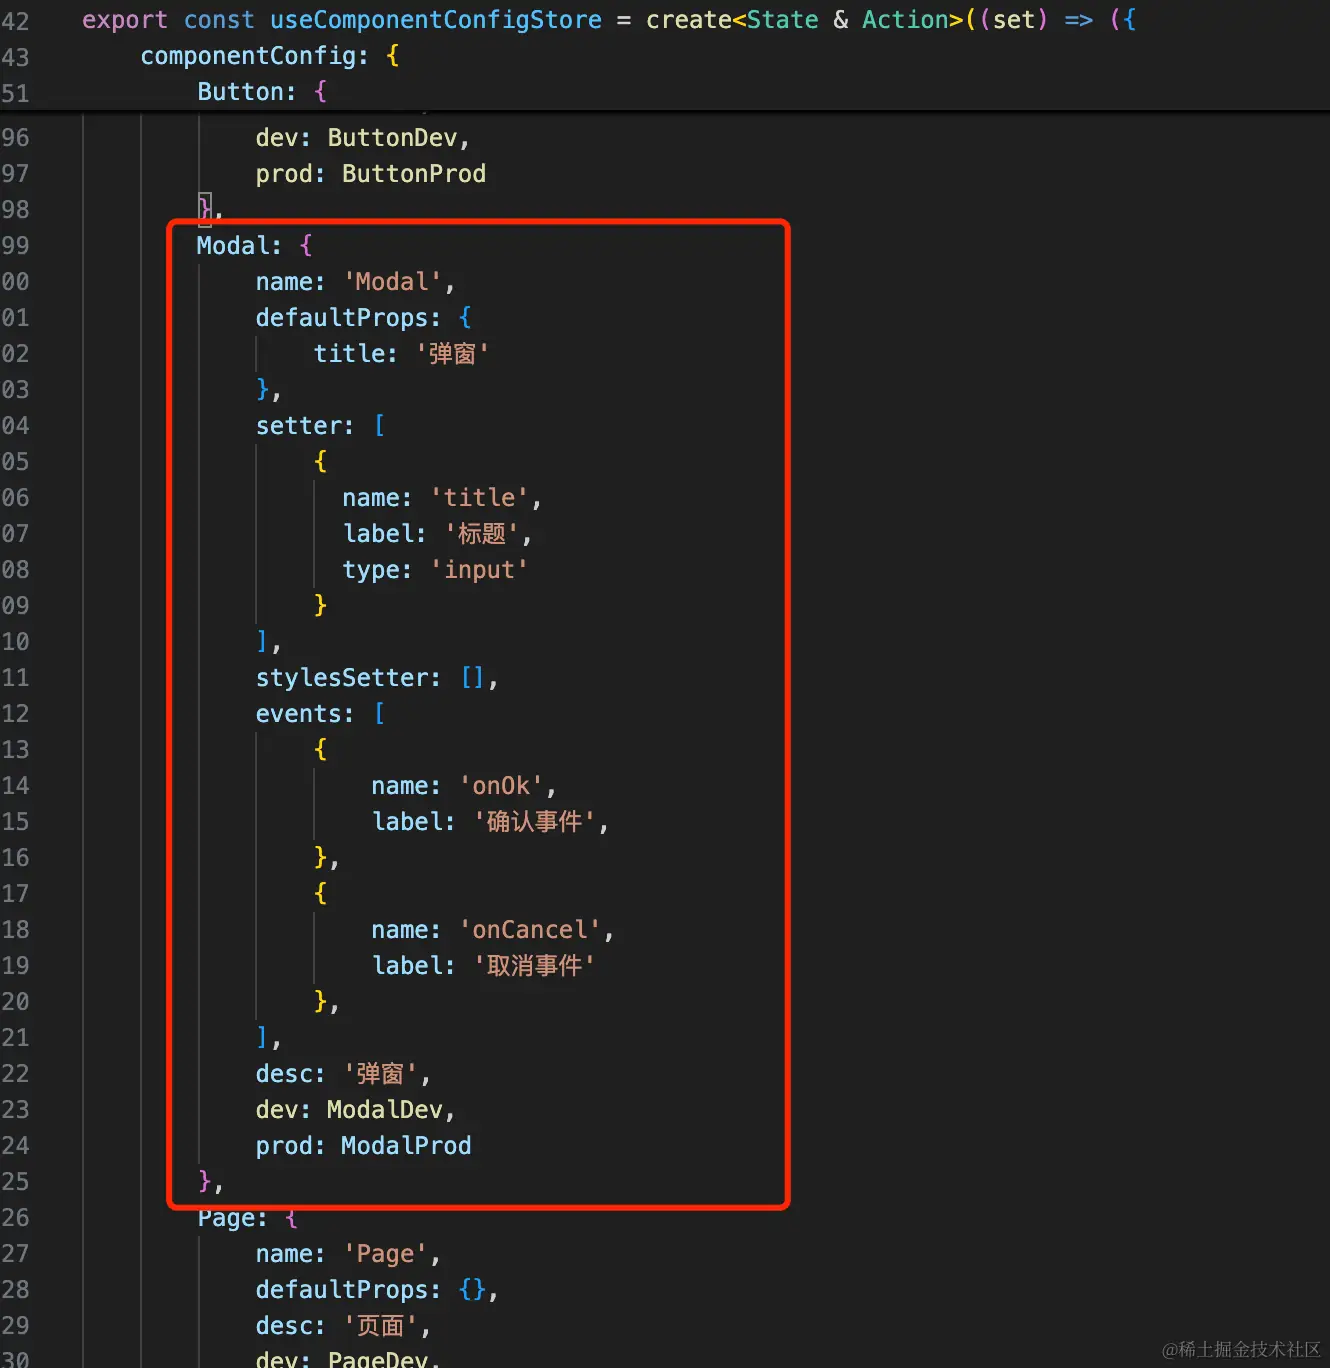 42 export const useComponentConfigStore = create<State & Action>((set) => ({
43 componentConfig: {
51 Button: {
96 dev: ButtonDev,
97 prod: ButtonProd
98 },
99 Modal: {
00 name: 'Modal',
01 defaultProps: {
02 title: '弹窗'
03 },
04 setter: [
05 {
06 name: 'title',
07 label: '标题',
08 type: 'input'
09 }
10 ],
11 stylesSetter: [],
12 events: [
13 {
14 name: 'onOk',
15 label: '确认事件',
16 },
17 {
18 name: 'onCancel',
19 label: '取消事件'
20 },
21 ],
22 desc: '弹窗',
23 dev: ModalDev,
24 prod: ModalProd
25 },
26 Page: {
27 name: 'Page',
28 defaultProps: {},
29 desc: '页面',
30 dev: PageDev,
@稀土掘金技术社区